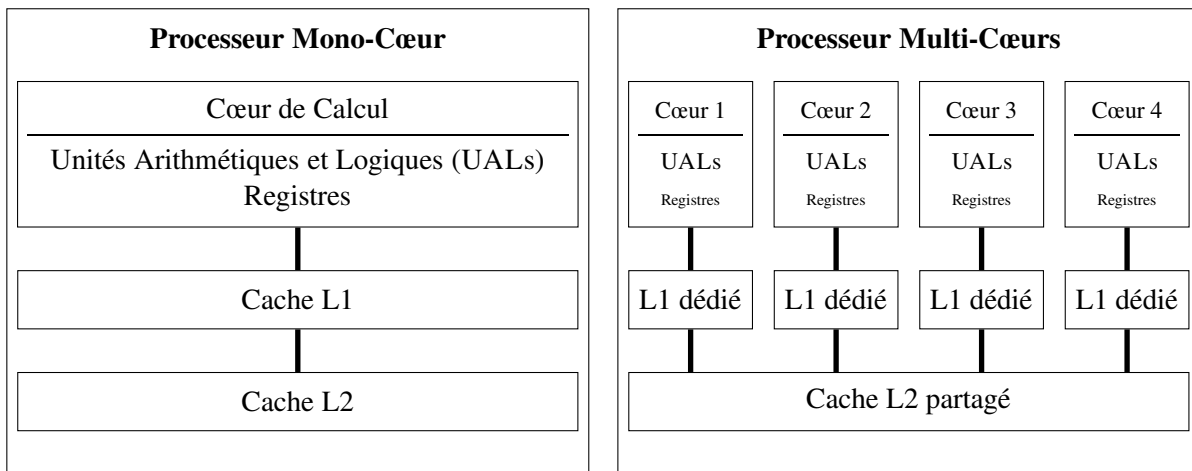 Processeur Mono-Cœur
Cœur de Calcul
Unités Arithmétiques et Logiques (UALs)
Registres
Cache L1
Cache L2
Processeur Multi-Cœurs
Cœur 1
UALs
Registres
L1 dédié
Cœur 2
UALs
Registres
L1 dédié
Cœur 3
UALs
Registres
L1 dédié
Cœur 4
UALs
Registres
L1 dédié
Cache L2 partagé